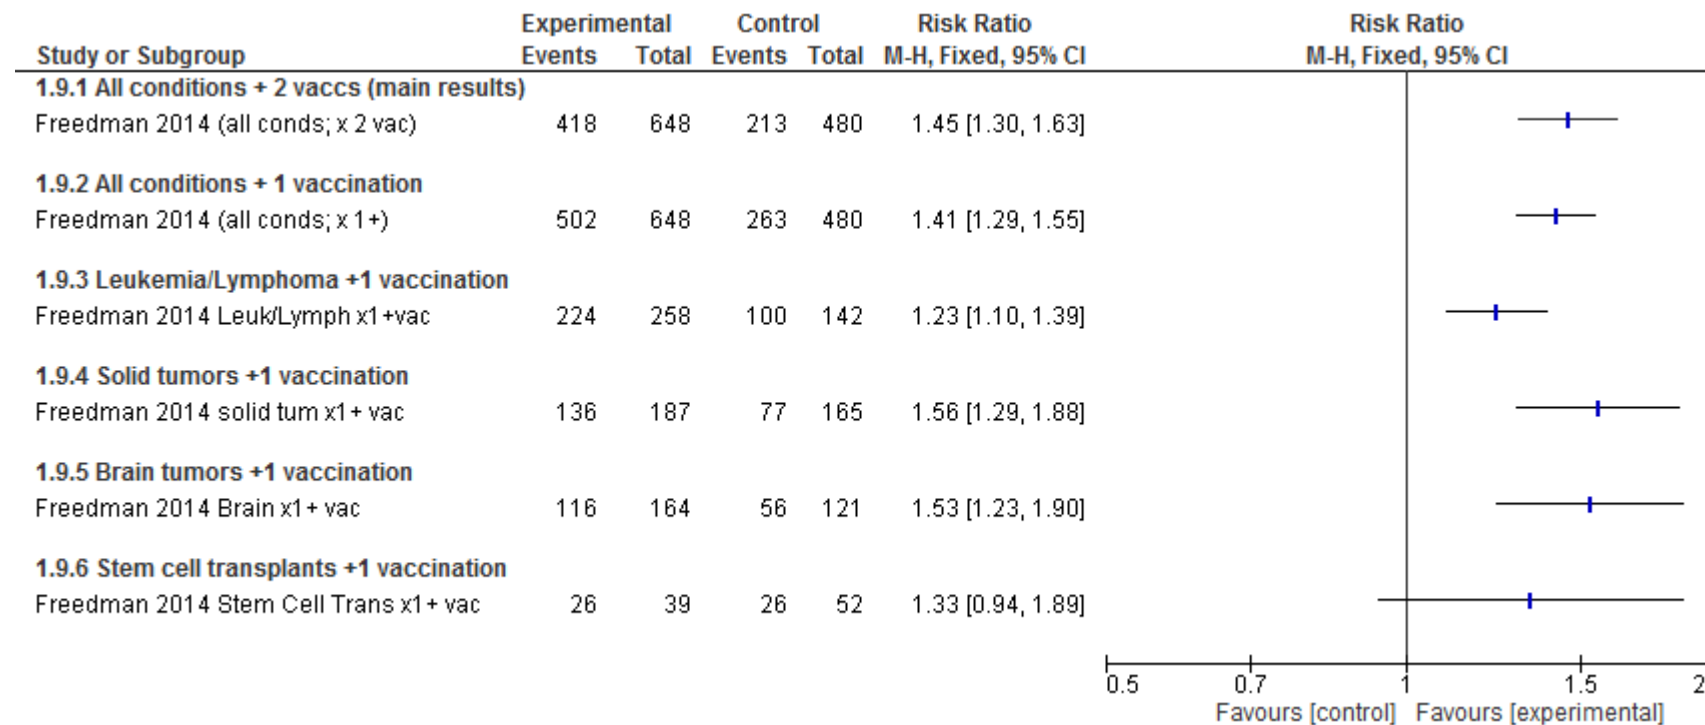 Experimental Control Risk Ratio Risk Ratio
Study or Subgroup Events Total Events Total M-H, Fixed, 95% CI M-H, Fixed, 95% CI
1.9.1 All conditions + 2 vaccs (main results)
Freedman 2014 (all conds; x 2 vac) 418 648 213 480 1.45 [1.30, 1.63]
1.9.2 All conditions + 1 vaccination
Freedman 2014 (all conds; x 1+) 502 648 263 480 1.41 [1.29, 1.55]
1.9.3 Leukemia/Lymphoma +1 vaccination
Freedman 2014 Leuk/Lymph x1+vac 224 258 100 142 1.23 [1.10, 1.39]
1.9.4 Solid tumors +1 vaccination
Freedman 2014 solid tum x1+ vac 136 187 77 165 1.56 [1.29, 1.88]
1.9.5 Brain tumors +1 vaccination
Freedman 2014 Brain x1+ vac 116 164 56 121 1.53 [1.23, 1.90]
1.9.6 Stem cell transplants +1 vaccination
Freedman 2014 Stem Cell Trans x1+ vac 26 39 26 52 1.33 [0.94, 1.89]
0.5 0.7 1 1.5 2
Favours [control] Favours [experimental]